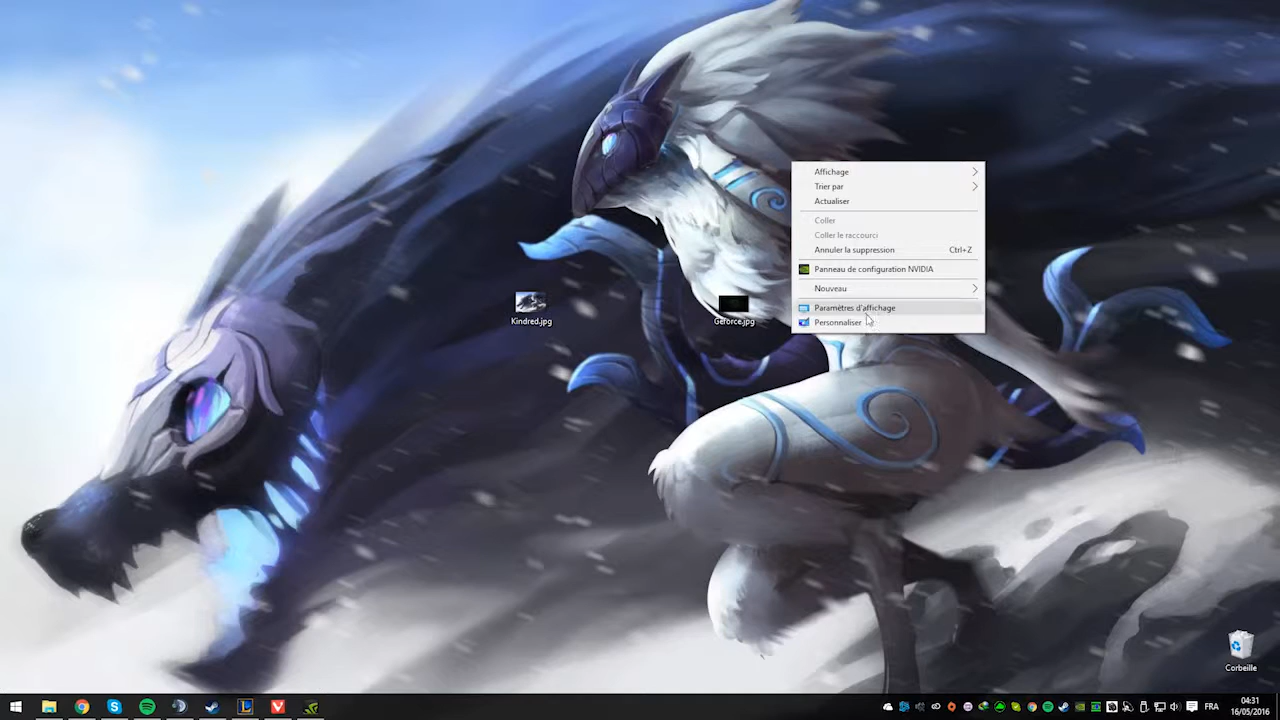 Affichage
Trier par
Actualiser
Coller
Coller le raccourci
Annuler la suppression Ctrl+Z
Panneau de configuration NVIDIA
Nouveau
Paramètres d'affichage
Personnaliser
Kindred.jpg
Geforce.jpg
Corbeille
FRA
04:31
16/05/2016